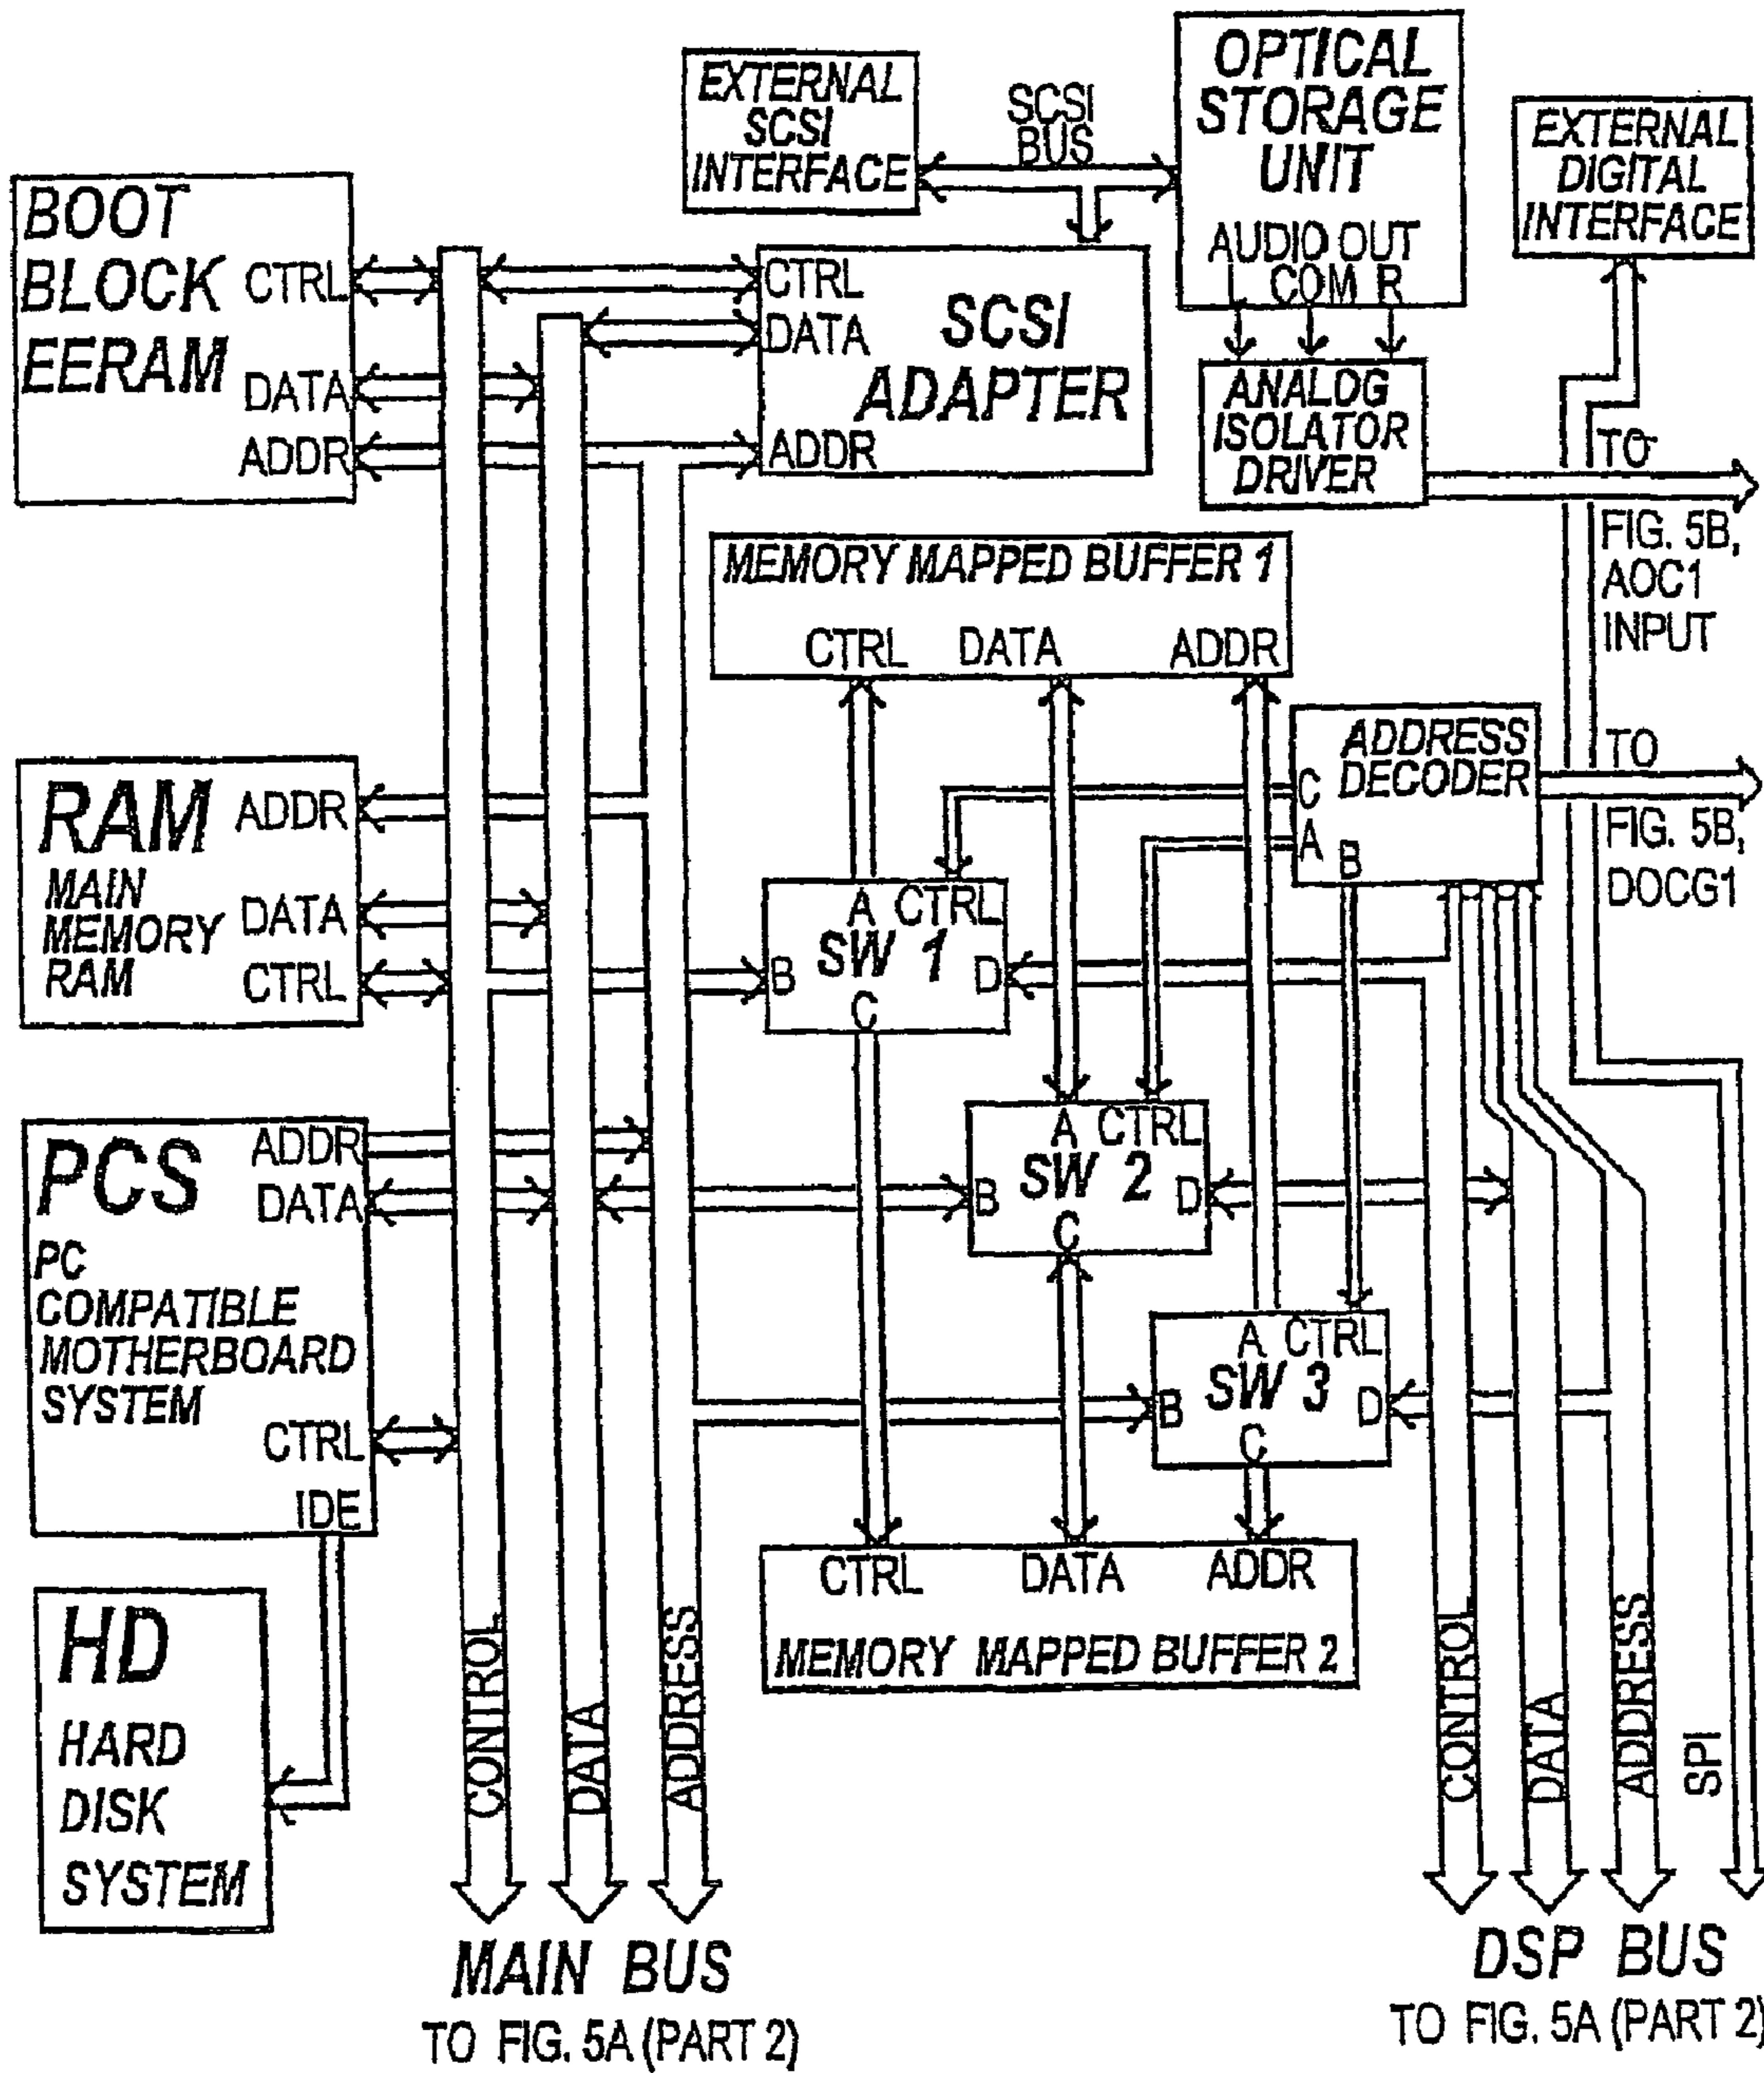 EXTERNAL
SCSI
INTERFACE
SCSI
BUS
OPTICAL
STORAGE
UNIT
AUDIO OUT
L COM R
EXTERNAL
DIGITAL
INTERFACE
BOOT
BLOCK
EERAM
CTRL
DATA
ADDR
CTRL
DATA
ADDR
SCSI
ADAPTER
ANALOG
ISOLATOR
DRIVER
TO
FIG. 5B,
AOC1
INPUT
MEMORY MAPPED BUFFER 1
CTRL DATA ADDR
ADDRESS
DECODER
C
A
B
TO
FIG. 5B,
DOCG1
RAM
MAIN
MEMORY
RAM
ADDR
DATA
CTRL
A CTRL
SW 1
B
D
C
PCS
PC
COMPATIBLE
MOTHERBOARD
SYSTEM
ADDR
DATA
CTRL
IDE
A CTRL
SW 2
B
D
C
A CTRL
SW 3
B
D
C
CTRL DATA ADDR
MEMORY MAPPED BUFFER 2
HD
HARD
DISK
SYSTEM
CONTROL
DATA
ADDRESS
CONTROL
DATA
ADDRESS
SPI
MAIN BUS
TO FIG. 5A (PART 2)
DSP BUS
TO FIG. 5A (PART 2)